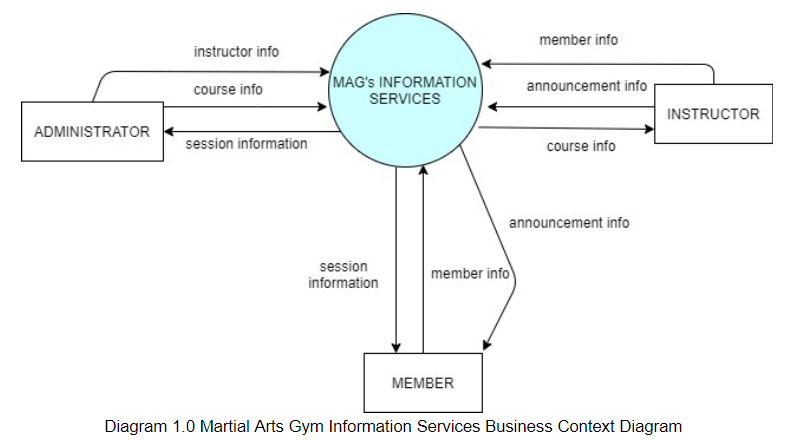 instructor info
member info
MAG's INFORMATION
SERVICES
course info
announcement info
ADMINISTRATOR
INSTRUCTOR
session information
course info
announcement info
session
information
member info
MEMBER
Diagram 1.0 Martial Arts Gym Information Services Business Context Diagram